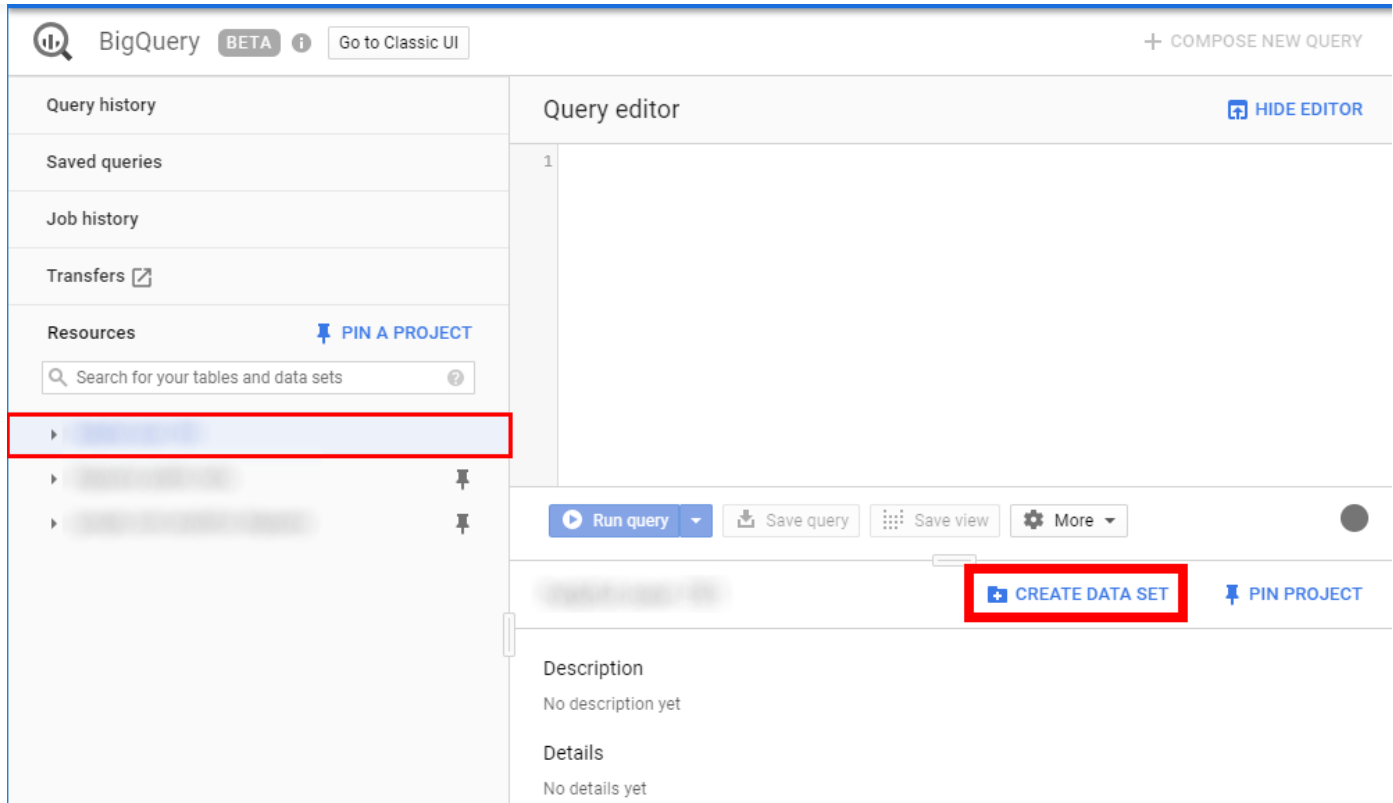 BigQuery BETA Go to Classic UI
+ COMPOSE NEW QUERY
Query history
Saved queries
Job history
Transfers
Resources
PIN A PROJECT
Search for your tables and data sets
Query editor
HIDE EDITOR
1
Run query
Save query
Save view
More
CREATE DATA SET
PIN PROJECT
Description
No description yet
Details
No details yet